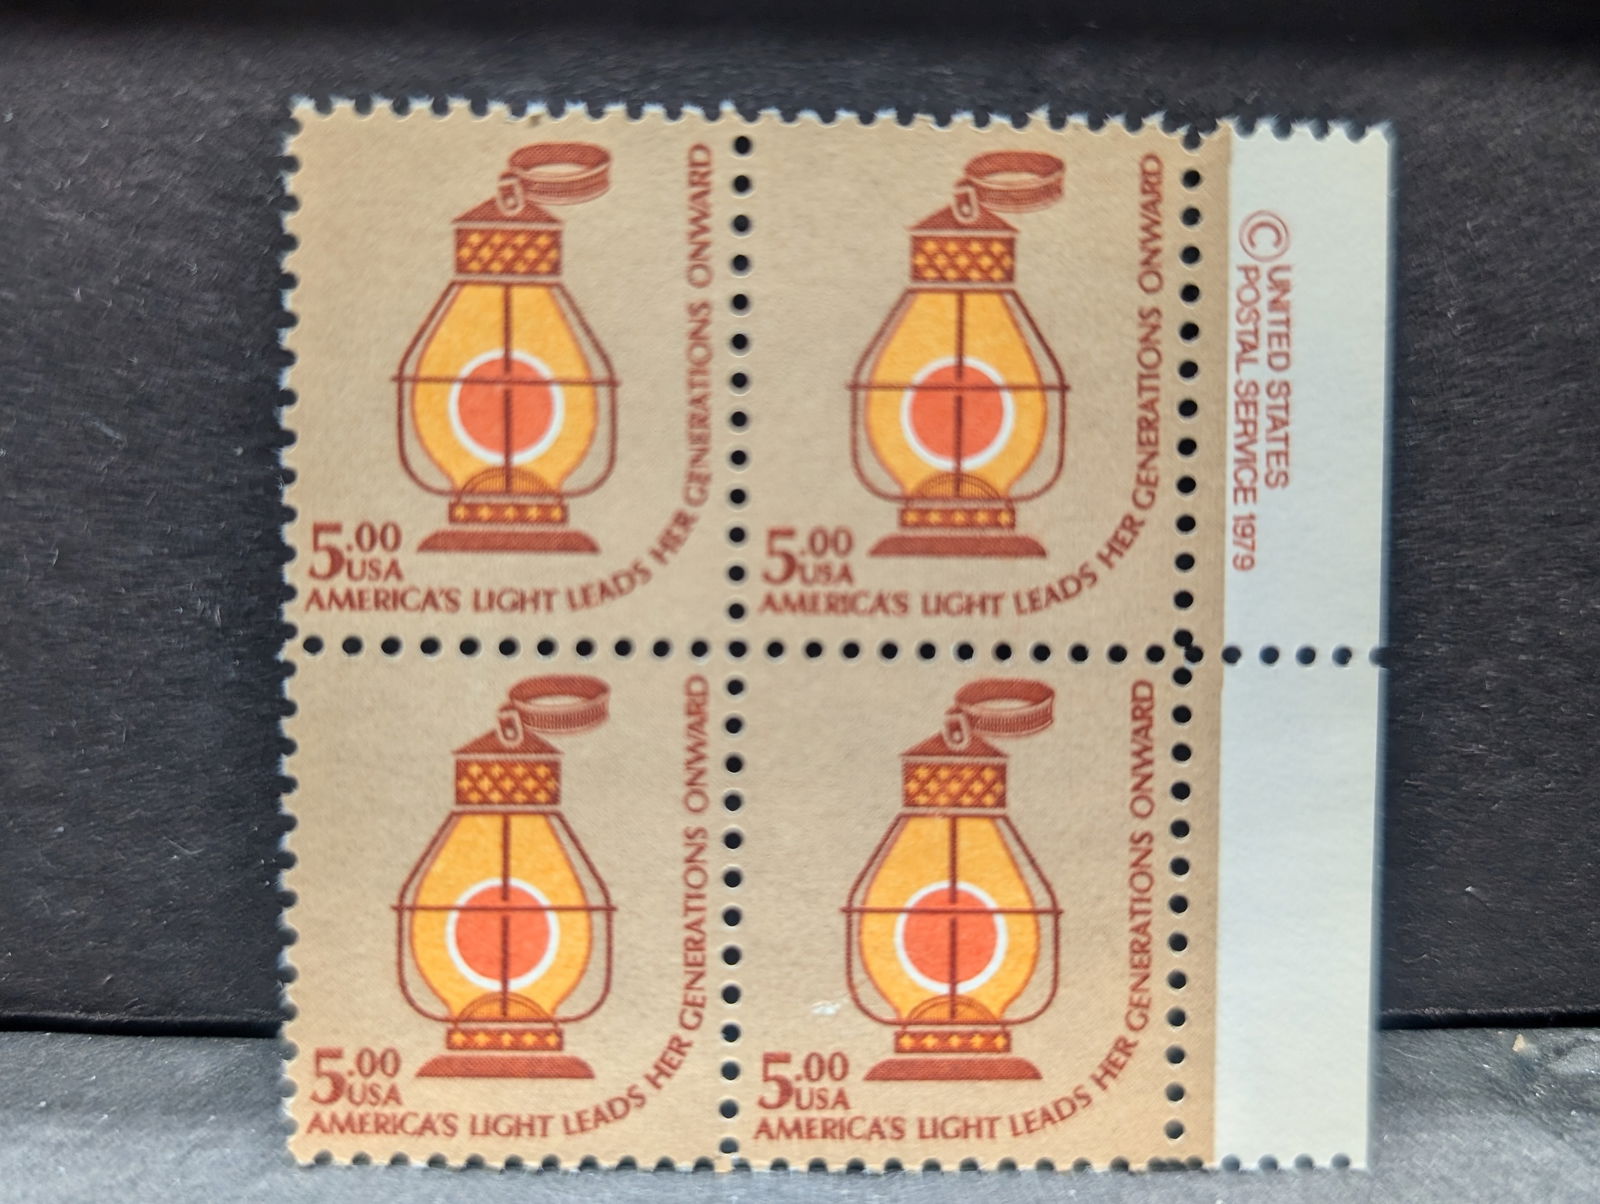 5.00
USA
AMERICA'S LIGHT LEADS HER GENERATIONS ONWARD
5.00
USA
AMERICA'S LIGHT LEADS HER GENERATIONS ONWARD
© UNITED STATES
POSTAL SERVICE 1979
5.00
USA
AMERICA'S LIGHT LEADS HER GENERATIONS ONWARD
5.00
USA
AMERICA'S LIGHT LEADS HER GENERATIONS ONWARD